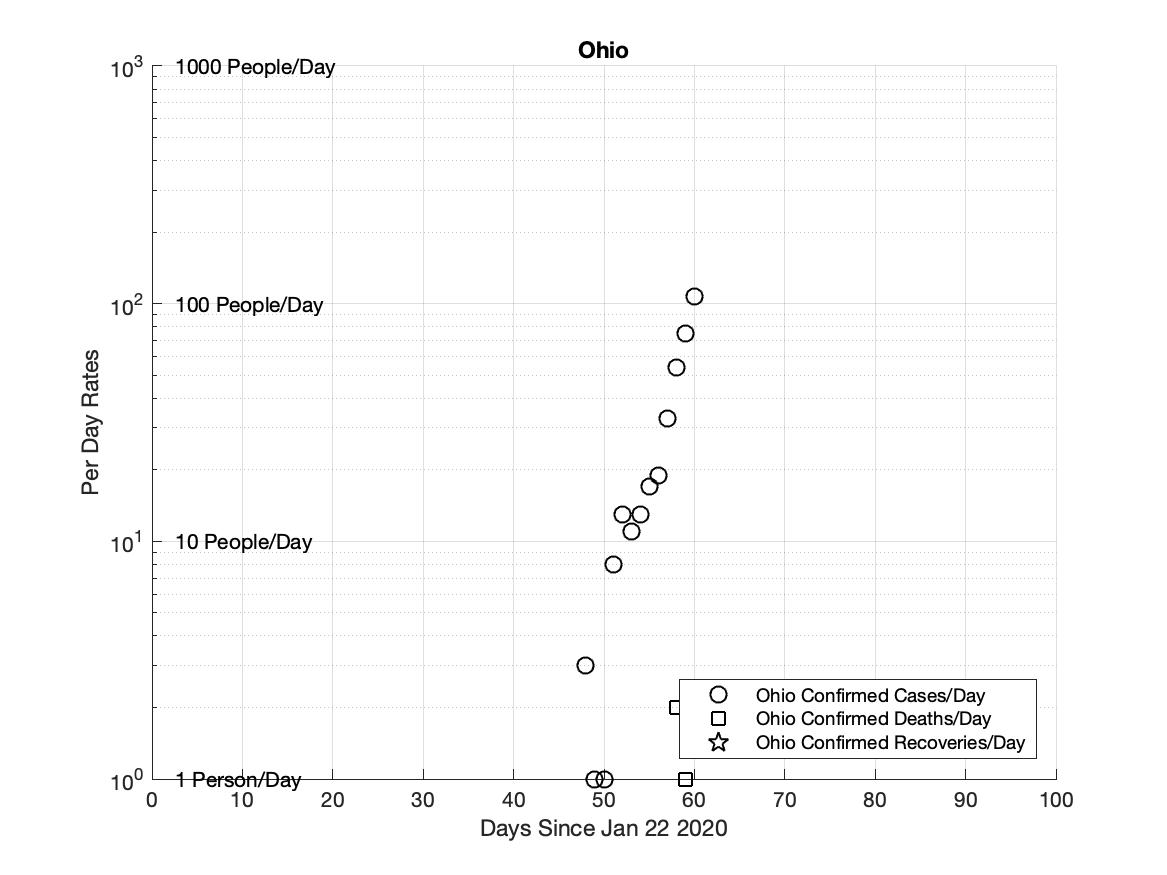 Ohio
10³ 1000 People/Day
10² 100 People/Day
Per Day Rates
10¹ 10 People/Day
Ohio Confirmed Cases/Day
Ohio Confirmed Deaths/Day
Ohio Confirmed Recoveries/Day
10⁰ 1 Person/Day
0 10 20 30 40 50 60 70 80 90 100
Days Since Jan 22 2020